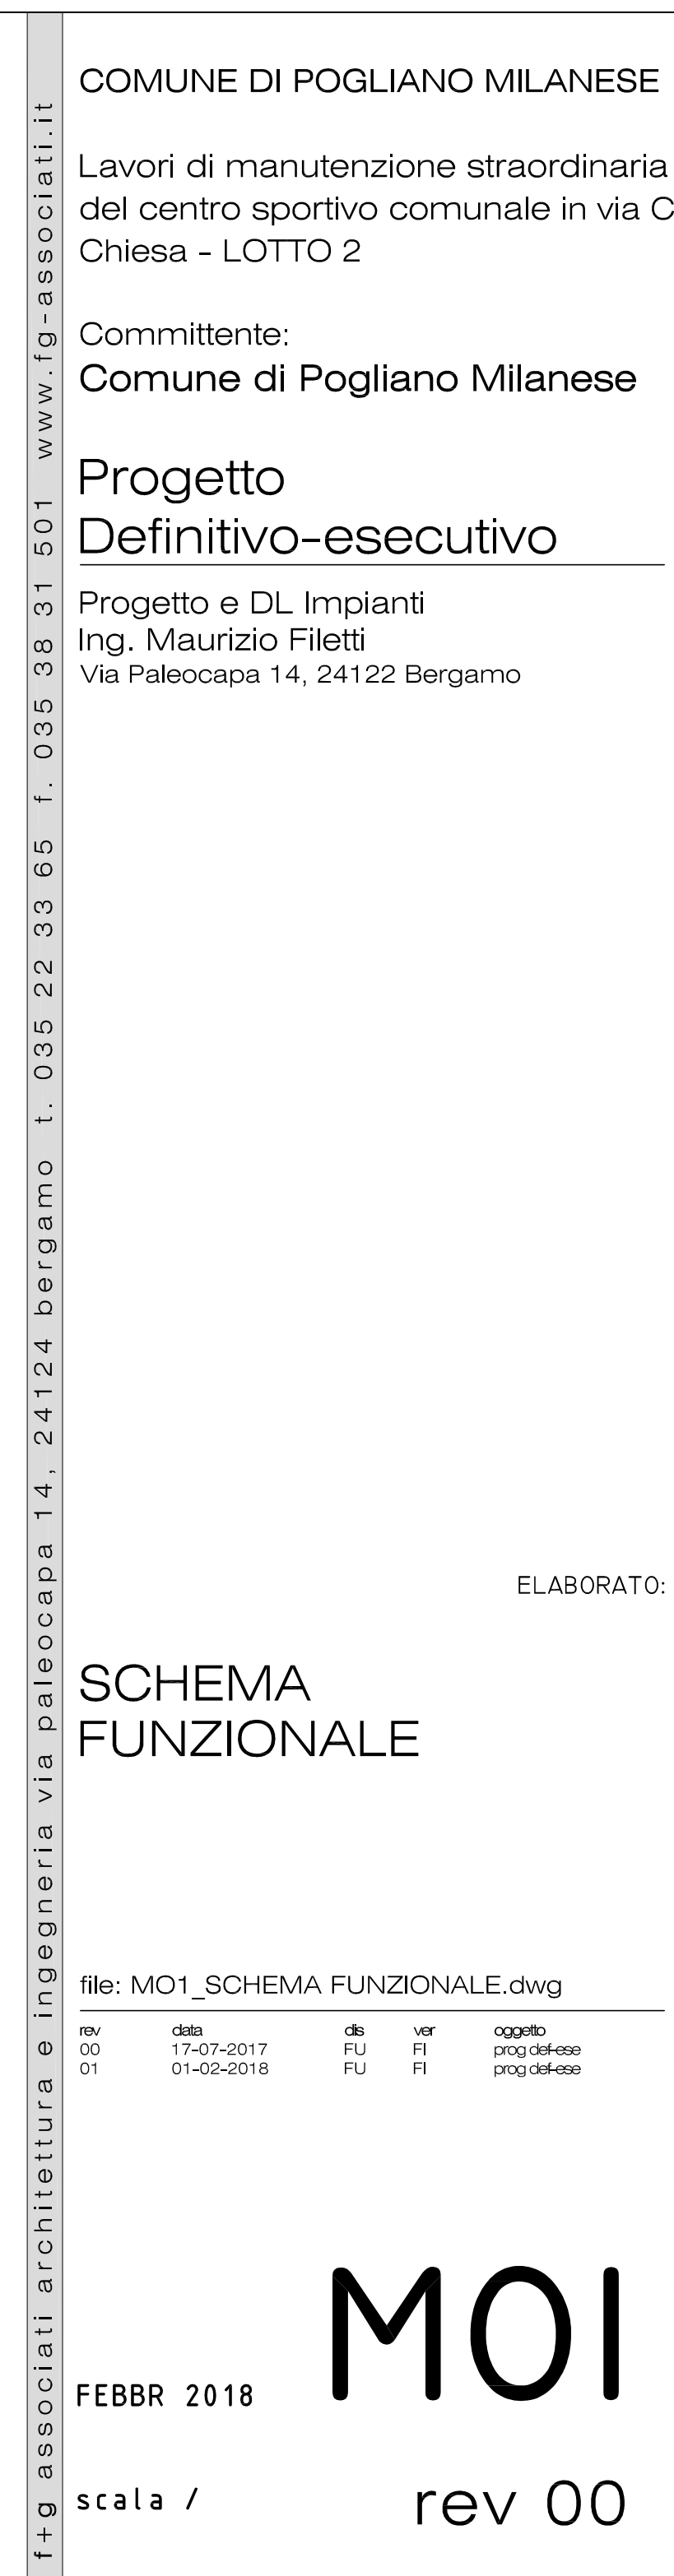 COMUNE DI POGLIANO MILANESE
Lavori di manutenzione straordinaria
del centro sportivo comunale in via C
Chiesa - LOTTO 2
Committente:
Comune di Pogliano Milanese
Progetto
Definitivo-esecutivo
Progetto e DL Impianti
Ing. Maurizio Filetti
Via Paleocapa 14, 24122 Bergamo
ELABORATO:
SCHEMA
FUNZIONALE
file: MO1_SCHEMA FUNZIONALE.dwg
rev data dis ver oggetto
00 17-07-2017 FU FI prog def-ese
01 01-02-2018 FU FI prog def-ese
M01
FEBBR 2018
scala /
rev 00
f+g associati architettura e ingegneria via paleocapa 14, 24124 bergamo t. 035 22 33 65 f. 035 38 31 501 www.fg-associati.it